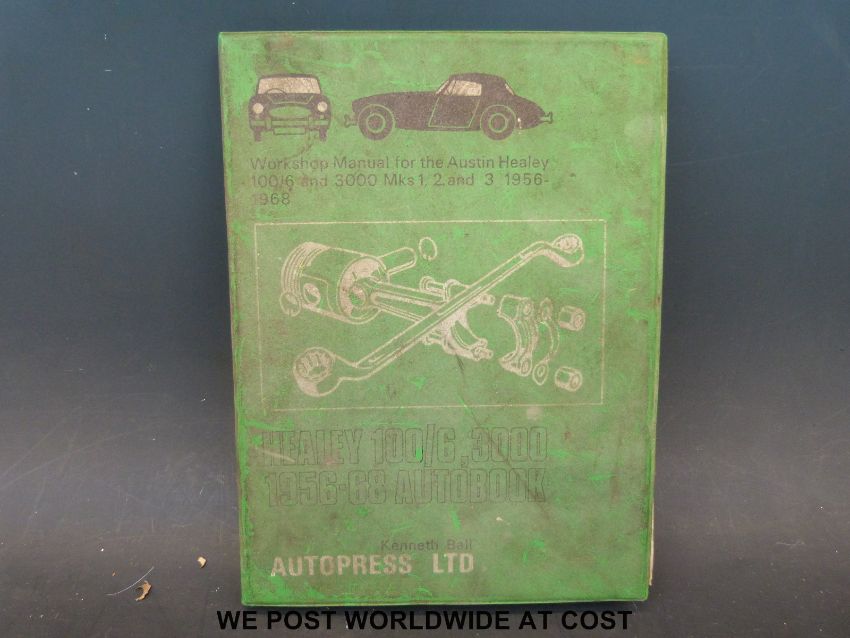 Workshop Manual for the Austin Healey
100/6 and 3000 Mks 1, 2, and 3 1956-
1968
HEALEY 100/6, 3000
1956-68 AUTOBOOK
Kenneth Ball
AUTOPRESS LTD
WE POST WORLDWIDE AT COST